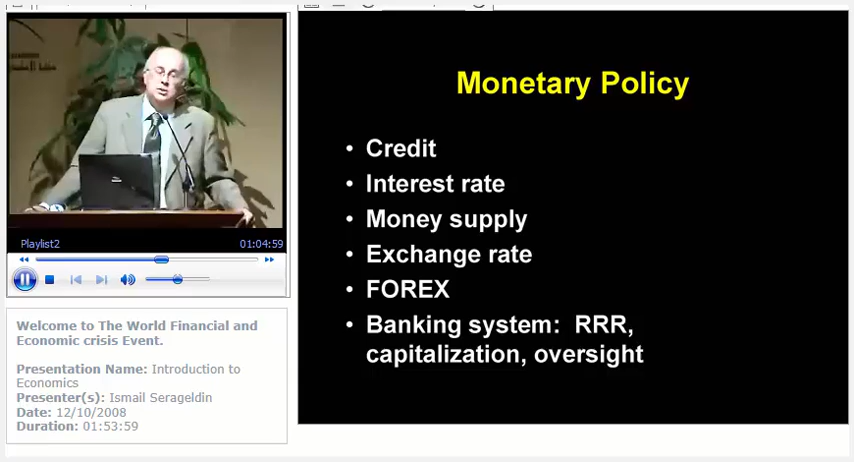 Playlist2
01:04:59
Welcome to The World Financial and
Economic crisis Event.
Presentation Name: Introduction to
Economics
Presenter(s): Ismail Serageldin
Date: 12/10/2008
Duration: 01:53:59
Monetary Policy
• Credit
• Interest rate
• Money supply
• Exchange rate
• FOREX
• Banking system: RRR,
capitalization, oversight